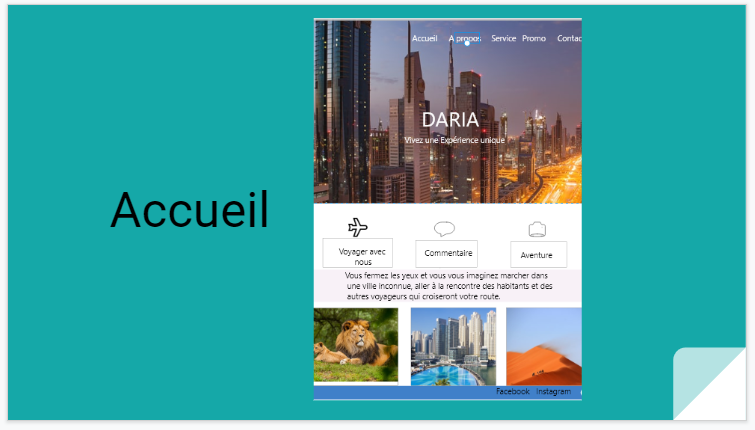 Accueil
Accueil A propos Service Promo Contac
DARIA
Vivez une Expérience unique
Voyager avec
nous
Commentaire
Aventure
Vous fermez les yeux et vous vous imaginez marcher dans
une ville inconnue, aller à la rencontre des habitants et des
autres voyageurs qui croiseront votre route.
Facebook Instagram